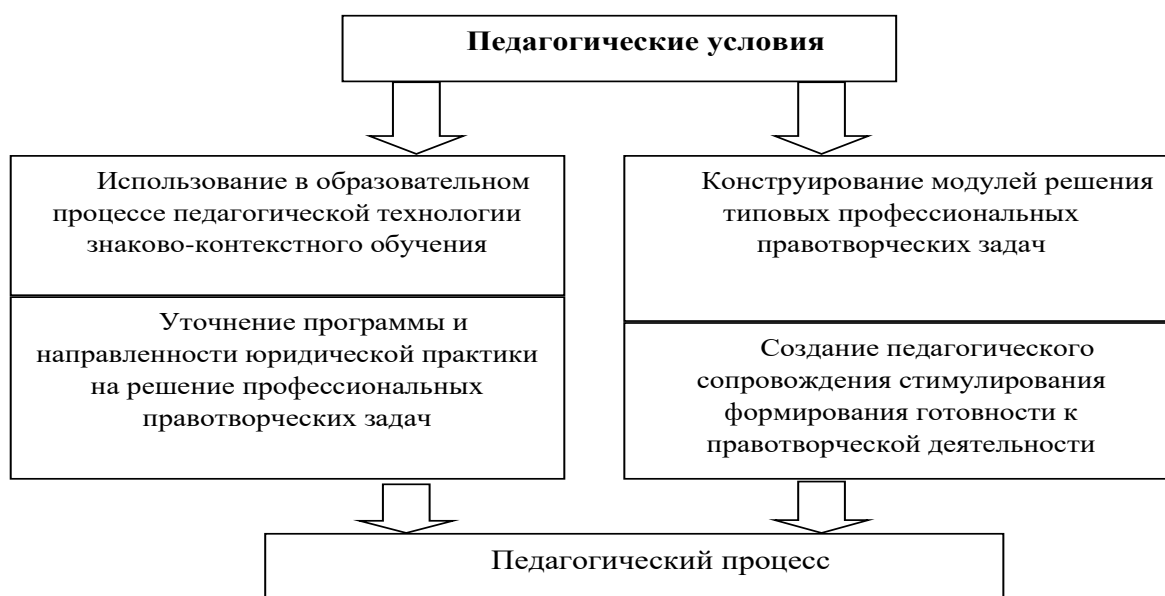 Педагогические условия
Использование в образовательном
процессе педагогической технологии
знаково-контекстного обучения
Уточнение программы и
направленности юридической практики
на решение профессиональных
правотворческих задач
Конструирование модулей решения
типовых профессиональных
правотворческих задач
Создание педагогического
сопровождения стимулирования
формирования готовности к
правотворческой деятельности
Педагогический процесс